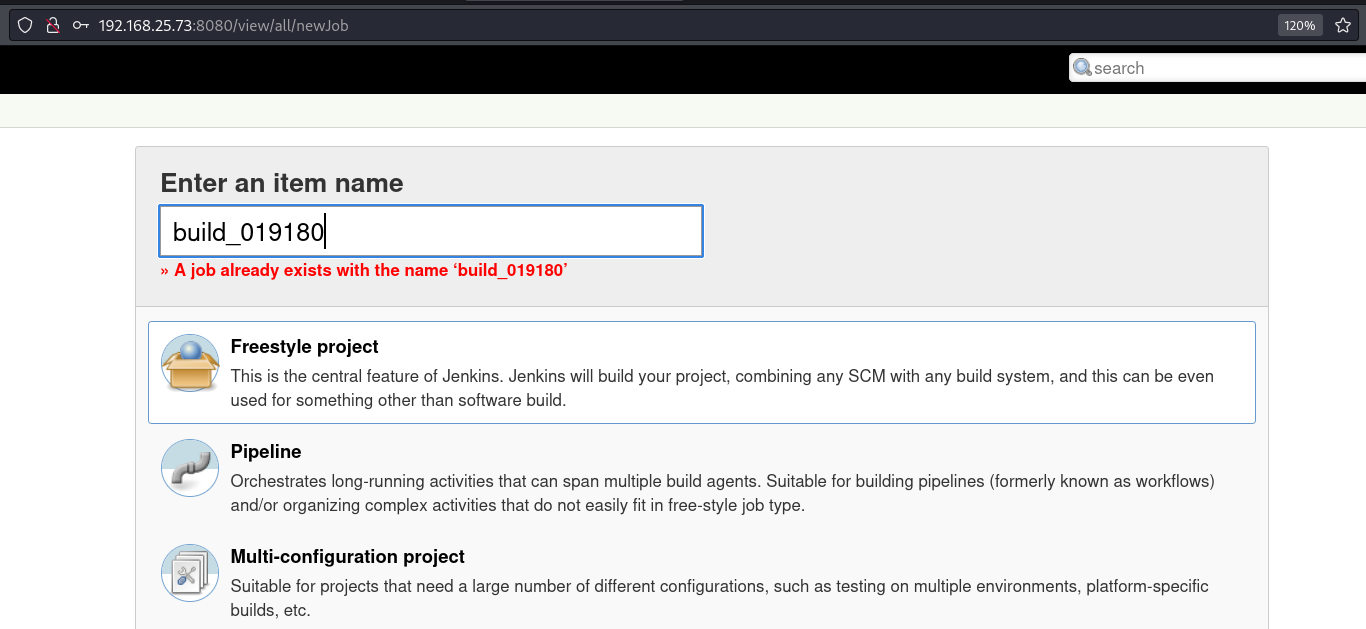 192.168.25.73:8080/view/all/newJob
120%
search
Enter an item name
build_019180
» A job already exists with the name ‘build_019180’
Freestyle project
This is the central feature of Jenkins. Jenkins will build your project, combining any SCM with any build system, and this can be even
used for something other than software build.
Pipeline
Orchestrates long-running activities that can span multiple build agents. Suitable for building pipelines (formerly known as workflows)
and/or organizing complex activities that do not easily fit in free-style job type.
Multi-configuration project
Suitable for projects that need a large number of different configurations, such as testing on multiple environments, platform-specific
builds, etc.